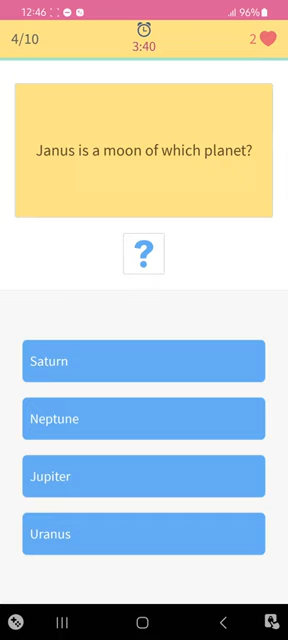 12:46
96%
4/10
3:40
2
Janus is a moon of which planet?
?
Saturn
Neptune
Jupiter
Uranus